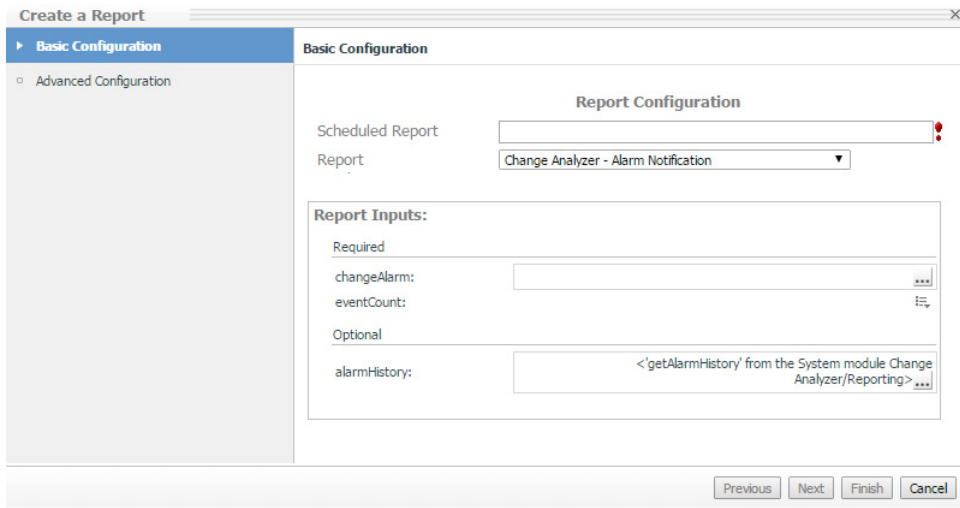 Create a Report
Basic Configuration
Advanced Configuration
Basic Configuration
Report Configuration
Scheduled Report
Report
Change Analyzer - Alarm Notification
Report Inputs:
Required
changeAlarm:
...
eventCount:
Optional
alarmHistory:
<'getAlarmHistory' from the System module Change
Analyzer/Reporting>
...
Previous Next Finish Cancel